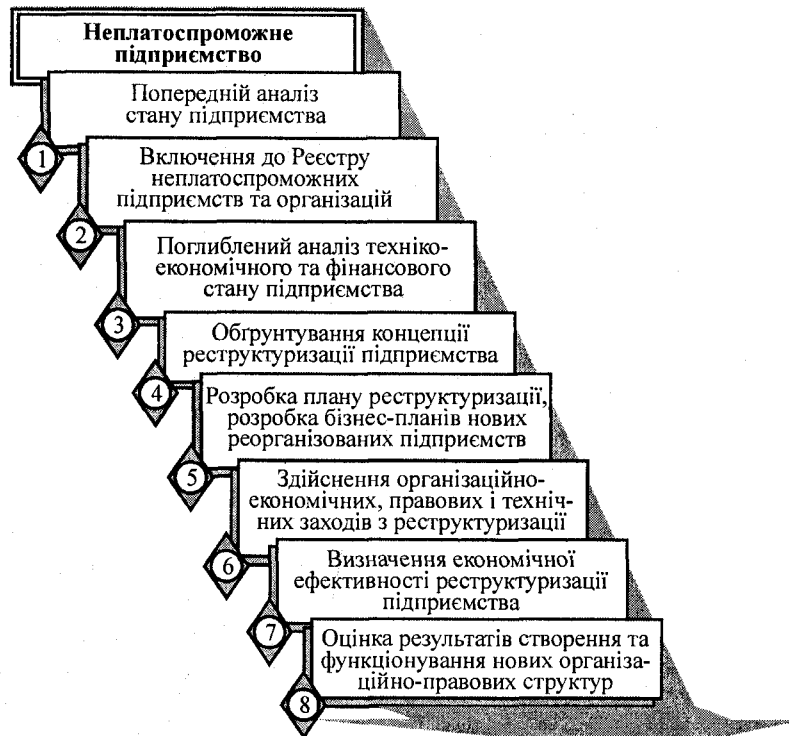 Неплатоспроможне
підприємство
Попередній аналіз
стану підприємства
1
Включення до Реєстру
неплатоспроможних
підприємств та організацій
2
Поглиблений аналіз техніко-
економічного та фінансового
стану підприємства
3
Обґрунтування концепції
реструктуризації підприємства
4
Розробка плану реструктуризації,
розробка бізнес-планів нових
реорганізованих підприємств
5
Здійснення організаційно-
економічних, правових і техніч-
них заходів з реструктуризації
6
Визначення економічної
ефективності реструктуризації
підприємства
7
Оцінка результатів створення та
функціонування нових організа-
ційно-правових структур
8